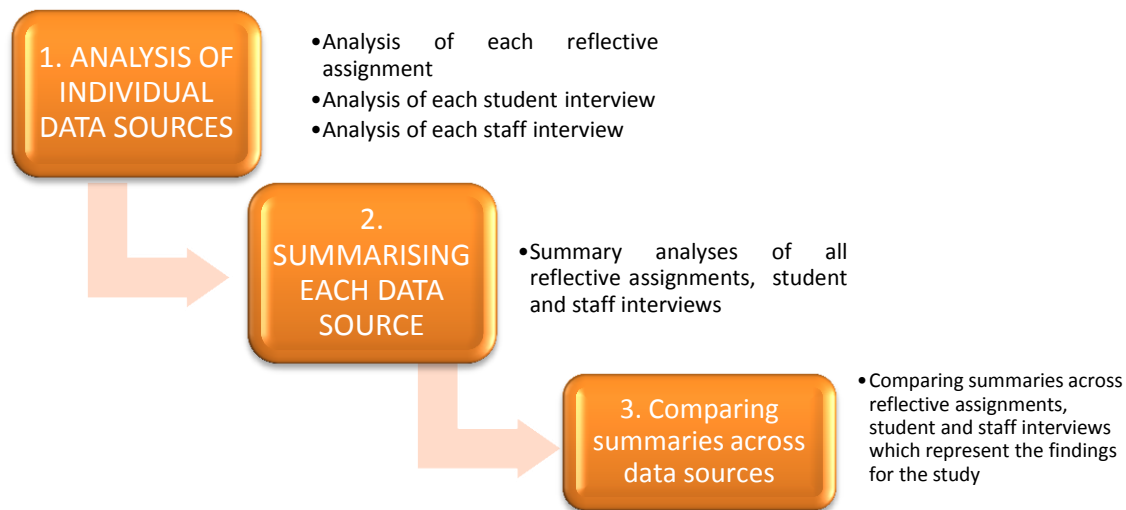 1. ANALYSIS OF
INDIVIDUAL
DATA SOURCES
•Analysis of each reflective
assignment
•Analysis of each student interview
•Analysis of each staff interview
2.
SUMMARISING
EACH DATA
SOURCE
•Summary analyses of all
reflective assignments, student
and staff interviews
3. Comparing
summaries across
data sources
•Comparing summaries across
reflective assignments,
student and staff interviews
which represent the findings
for the study